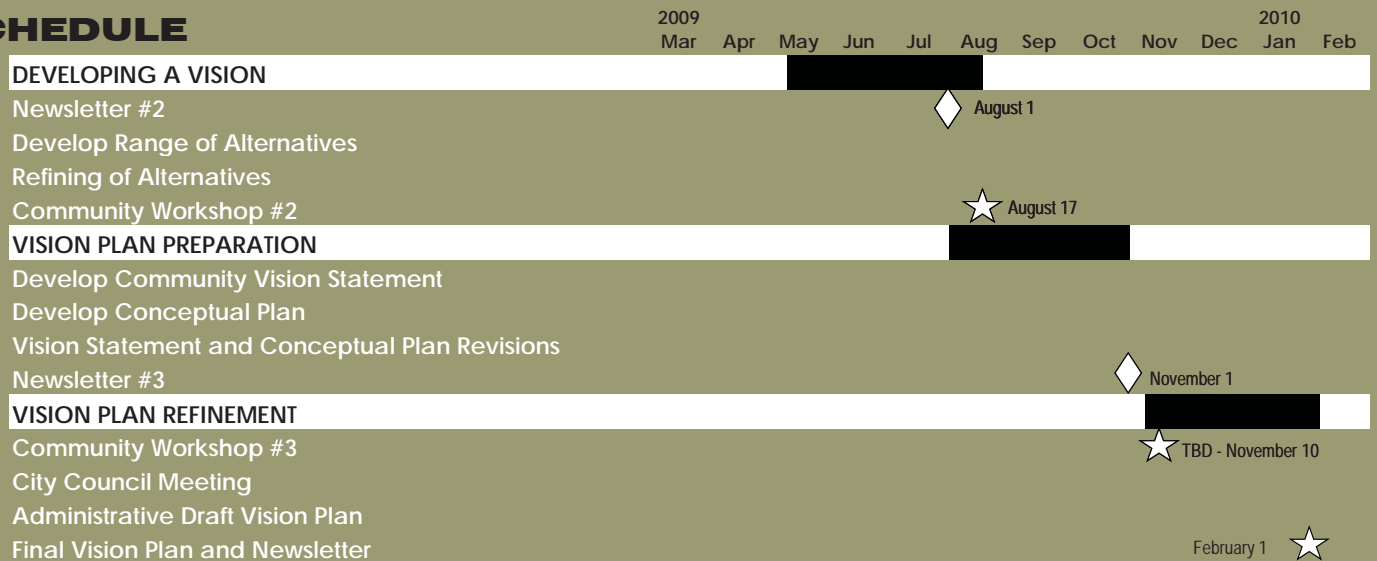 CHEDULE
2009 2010
Mar Apr May Jun Jul Aug Sep Oct Nov Dec Jan Feb
DEVELOPING A VISION
Newsletter #2 August 1
Develop Range of Alternatives
Refining of Alternatives
Community Workshop #2 August 17
VISION PLAN PREPARATION
Develop Community Vision Statement
Develop Conceptual Plan
Vision Statement and Conceptual Plan Revisions
Newsletter #3 November 1
VISION PLAN REFINEMENT
Community Workshop #3 TBD - November 10
City Council Meeting
Administrative Draft Vision Plan
Final Vision Plan and Newsletter February 1